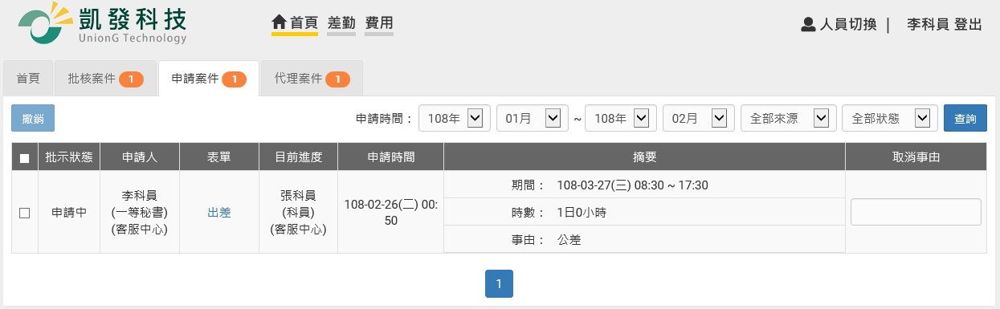 凱發科技
UnionG Technology
首頁 差勤 費用
人員切換 | 李科員 登出
首頁 批核案件 1 申請案件 1 代理案件 1
撤銷 申請時間： 108年 01月 ~ 108年 02月 全部來源 全部狀態 查詢
批示狀態 申請人 表單 目前進度 申請時間 摘要 取消事由
申請中
李科員
(一等秘書)
(客服中心)
出差
張科員
(科員)
(客服中心)
108-02-26(二) 00:
50
期間： 108-03-27(三) 08:30 ~ 17:30
時數： 1日0小時
事由： 公差
1